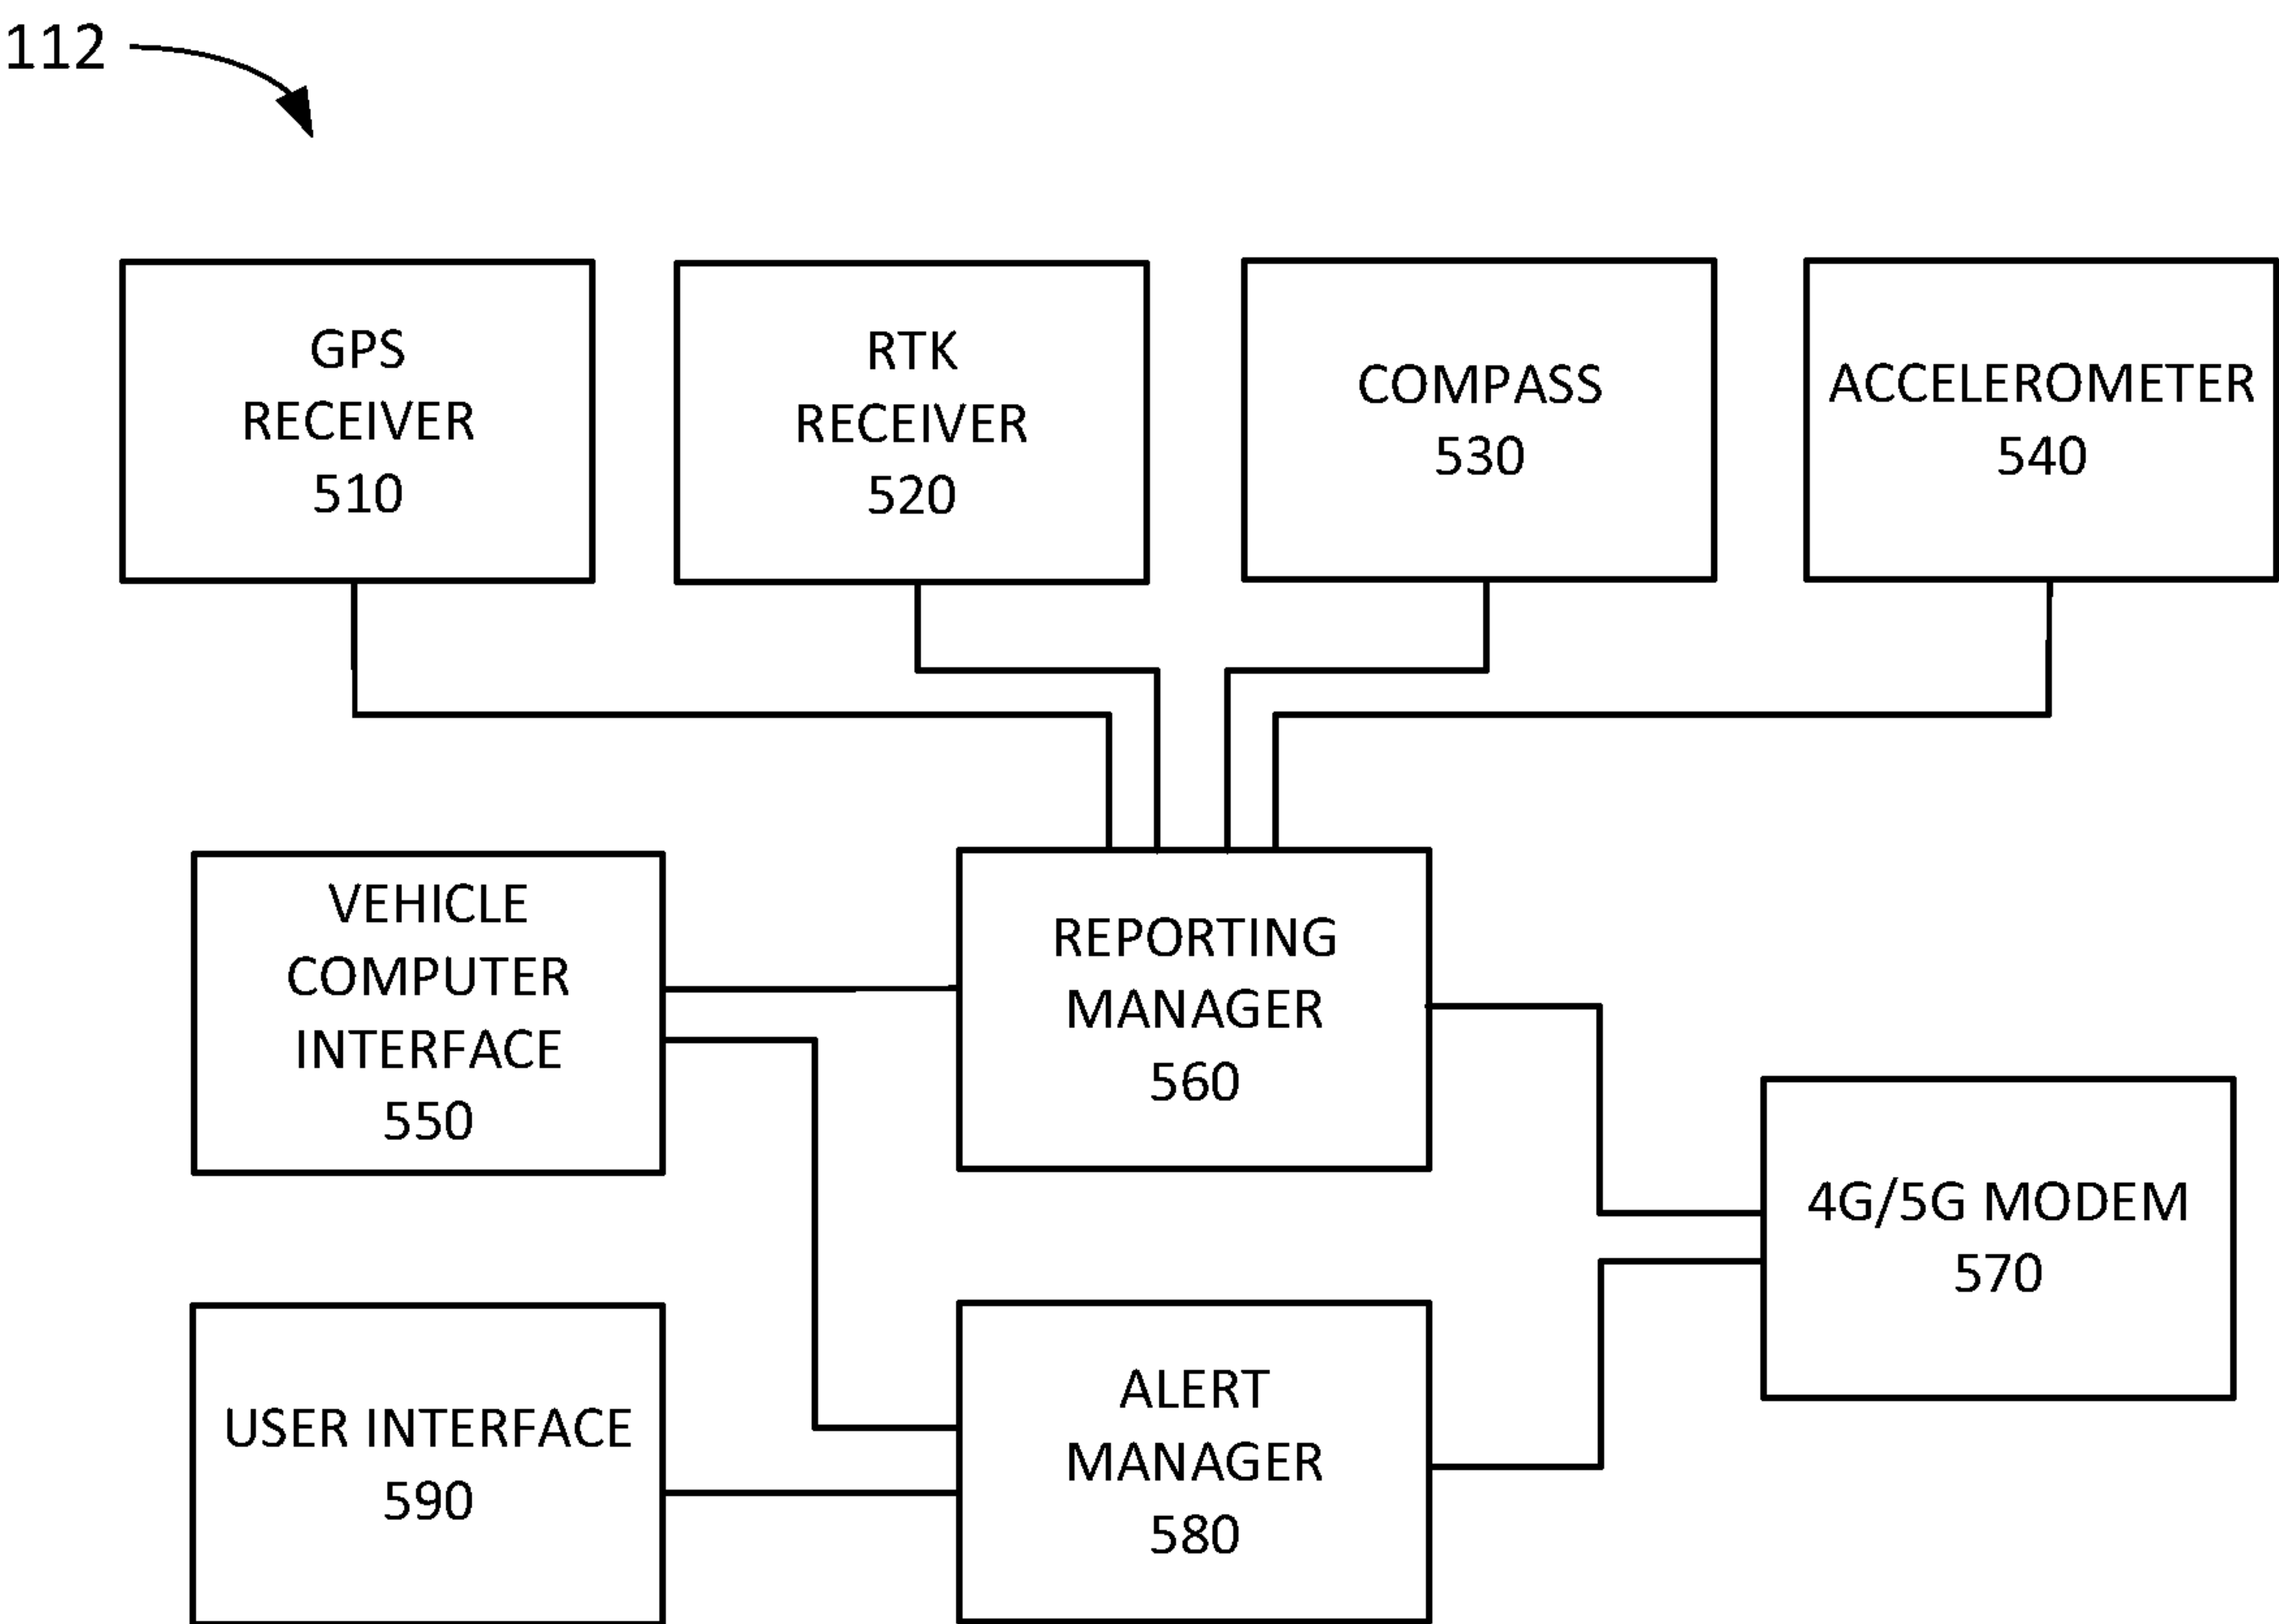 112
GPS
RECEIVER
510
RTK
RECEIVER
520
COMPASS
530
ACCELEROMETER
540
VEHICLE
COMPUTER
INTERFACE
550
REPORTING
MANAGER
560
4G/5G MODEM
570
USER INTERFACE
590
ALERT
MANAGER
580